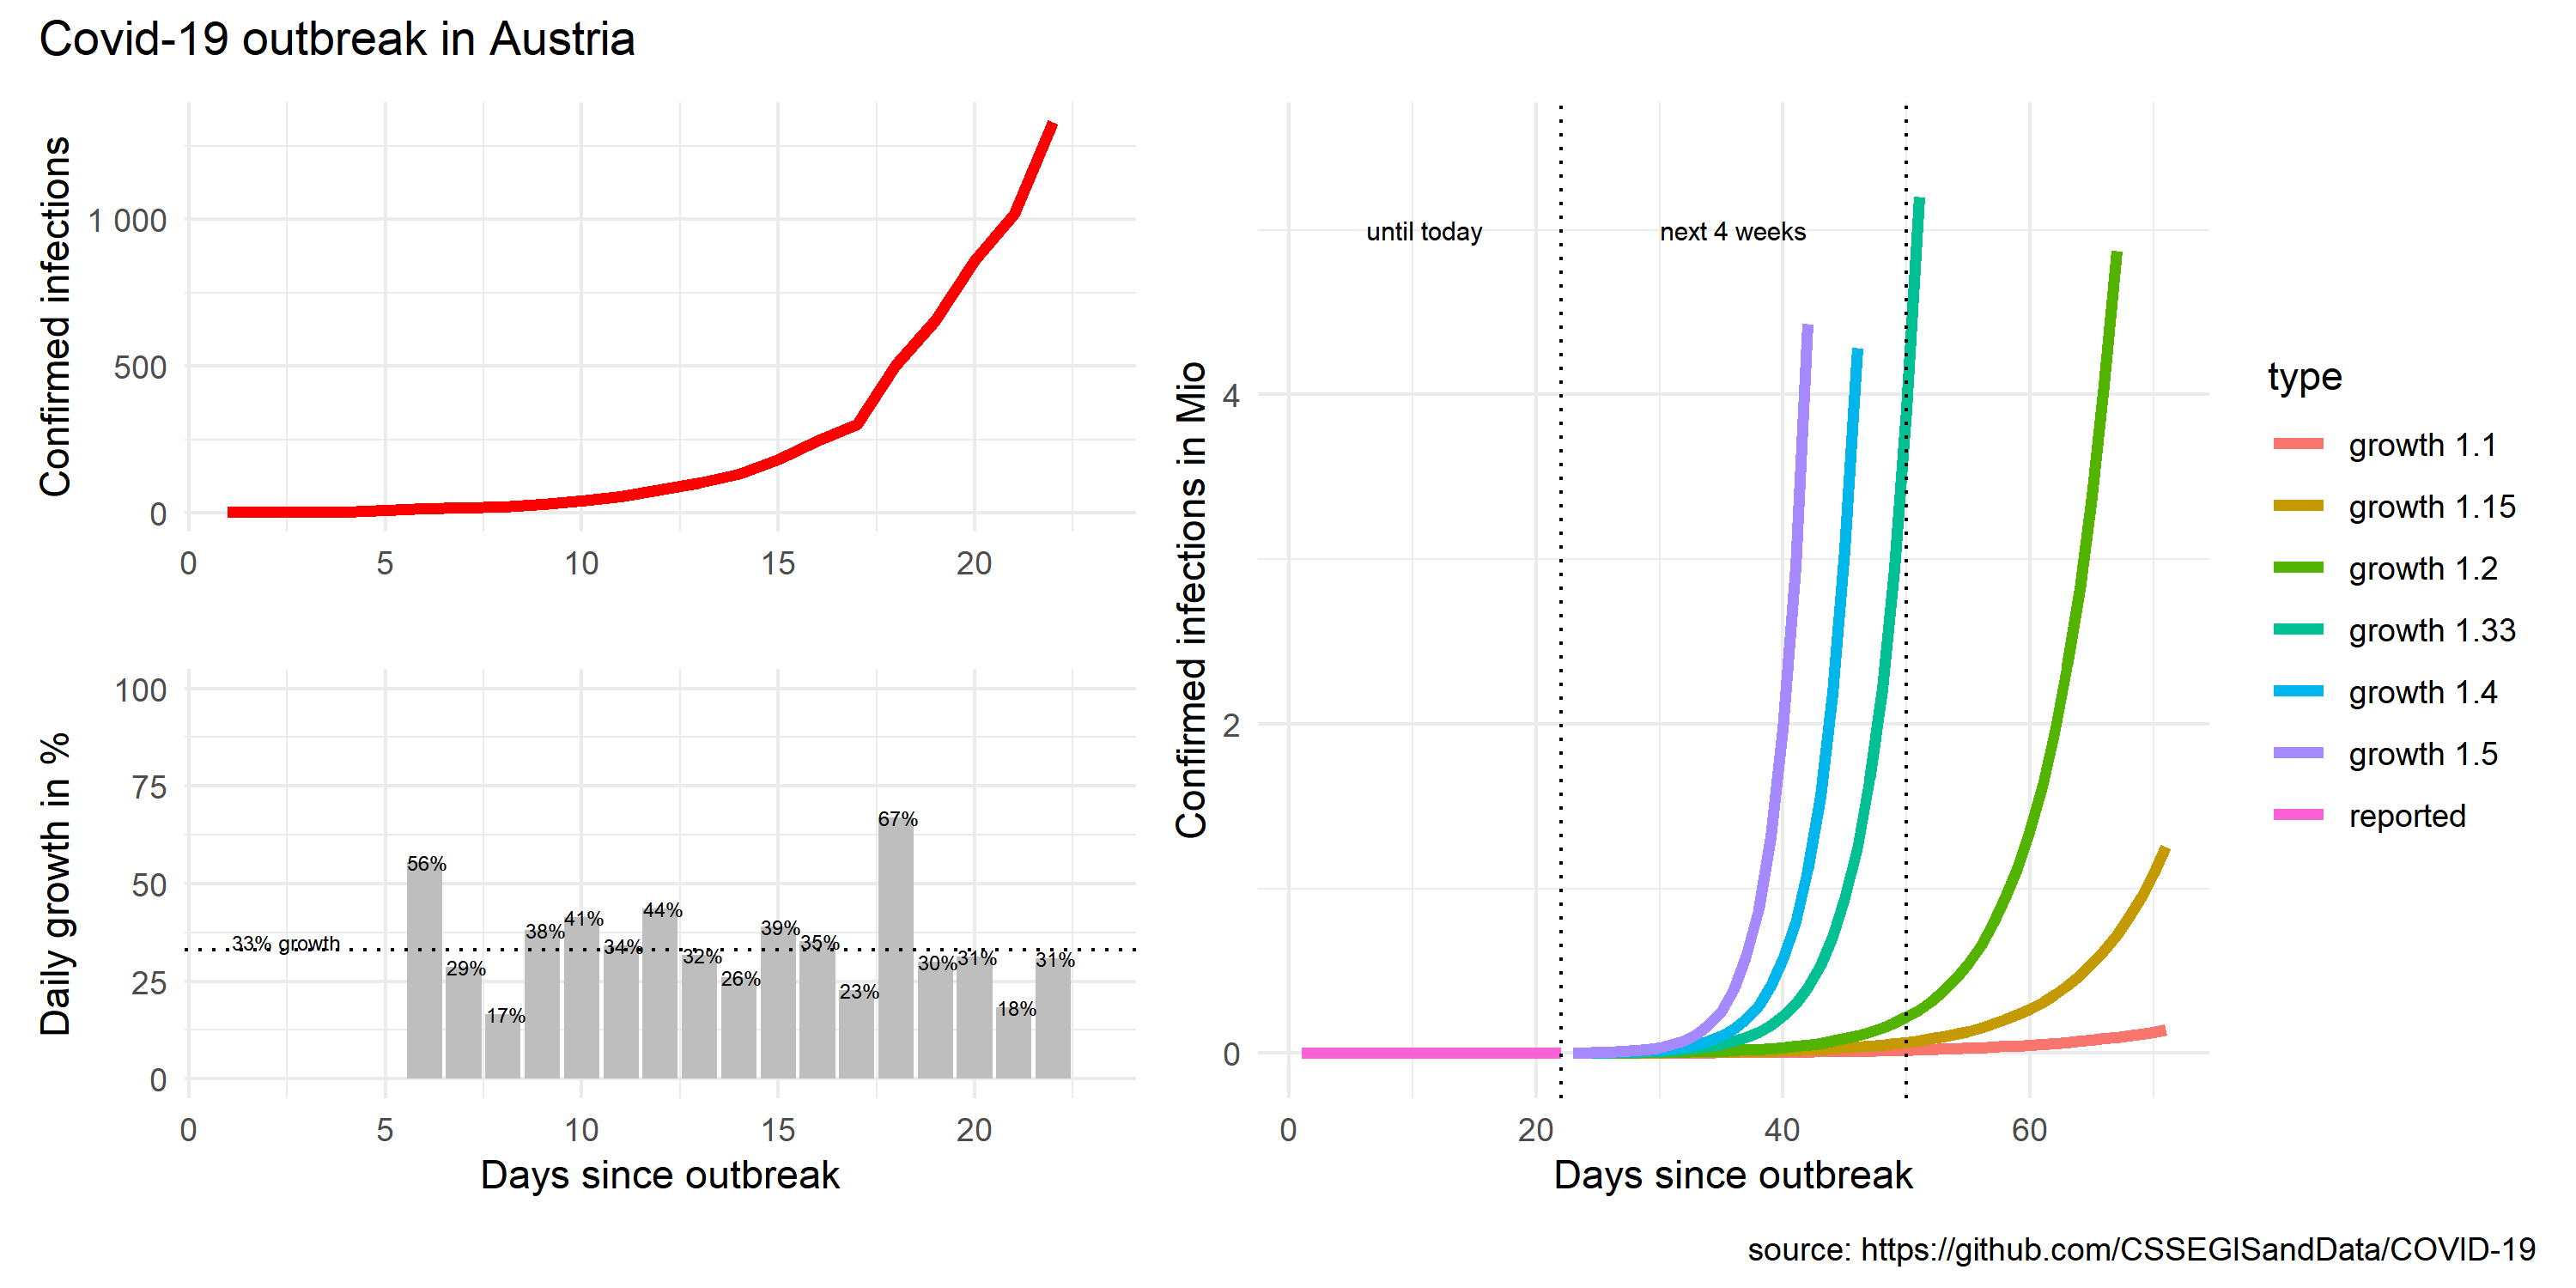 Covid-19 outbreak in Austria
Confirmed infections
1 000
500
0
0 5 10 15 20
Daily growth in %
100
75
50
25
0
33% growth
56%
29%
17%
38%
41%
34%
44%
32%
26%
39%
35%
23%
67%
30%
31%
18%
31%
0 5 10 15 20
Days since outbreak
Confirmed infections in Mio
4
2
0
until today
next 4 weeks
0 20 40 60
Days since outbreak
type
growth 1.1
growth 1.15
growth 1.2
growth 1.33
growth 1.4
growth 1.5
reported
source: https://github.com/CSSEGISandData/COVID-19